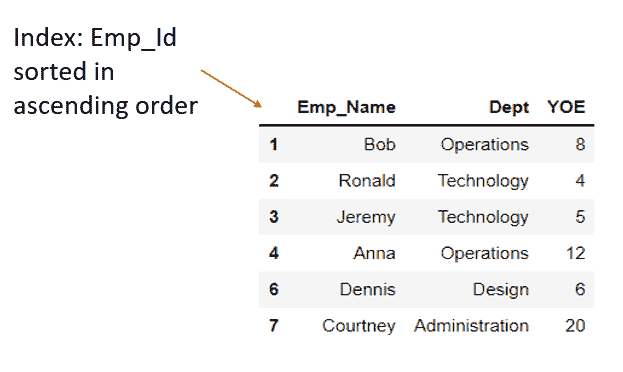 Index: Emp_Id
sorted in
ascending order
Emp_Name Dept YOE
1 Bob Operations 8
2 Ronald Technology 4
3 Jeremy Technology 5
4 Anna Operations 12
6 Dennis Design 6
7 Courtney Administration 20